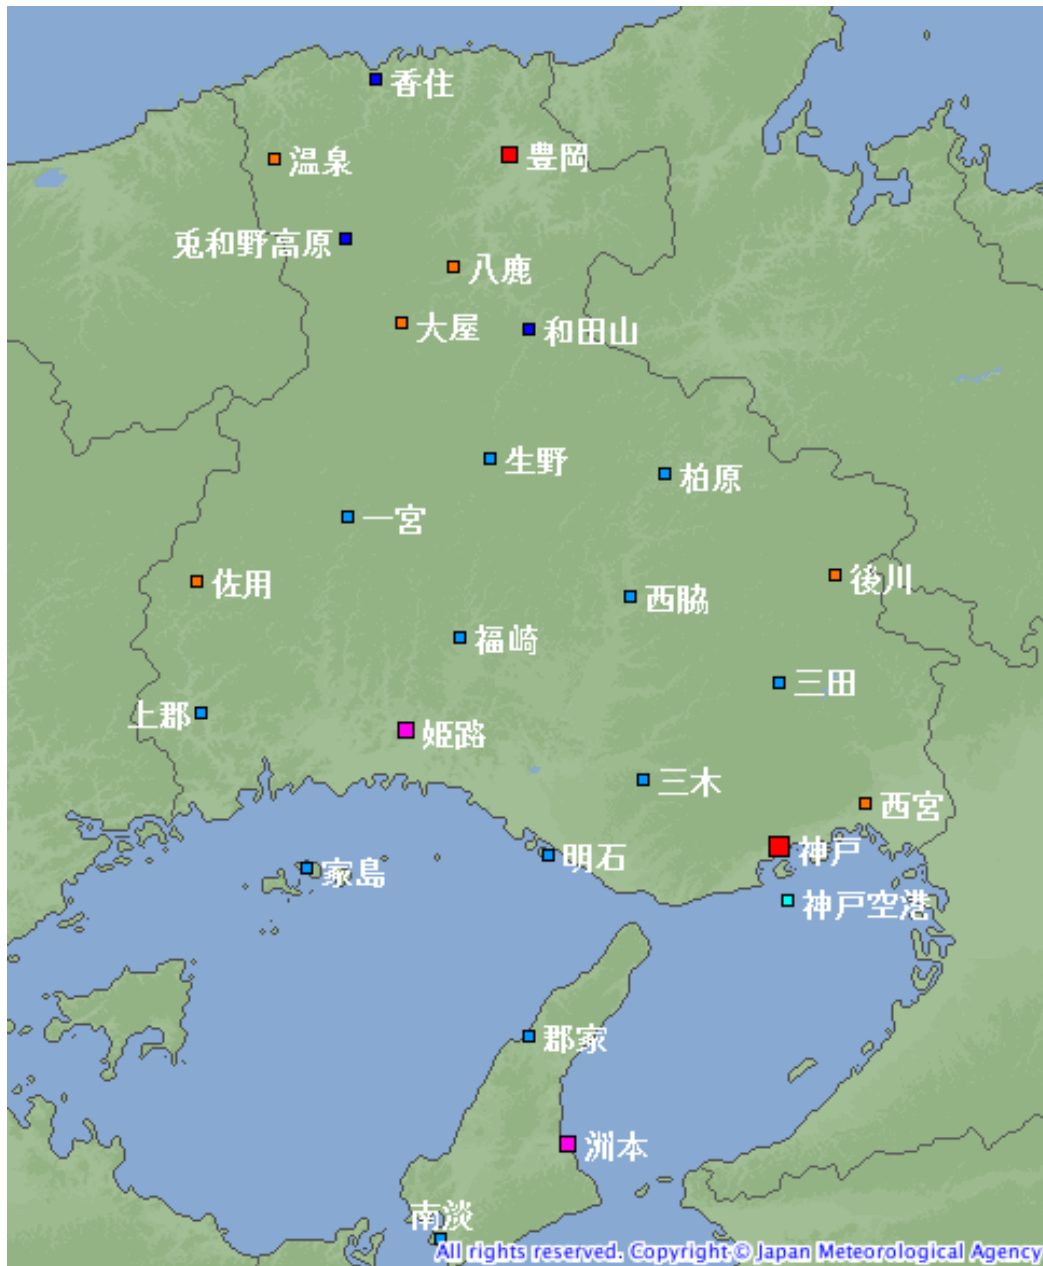 香住
温泉
豊岡
兎和野高原
八鹿
大屋
和田山
生野
柏原
一宮
佐用
後川
西脇
福崎
三田
上郡
姫路
三木
西宮
神戸
明石
家島
神戸空港
郡家
洲本
南淡
All rights reserved. Copyright © Japan Meteorological Agency